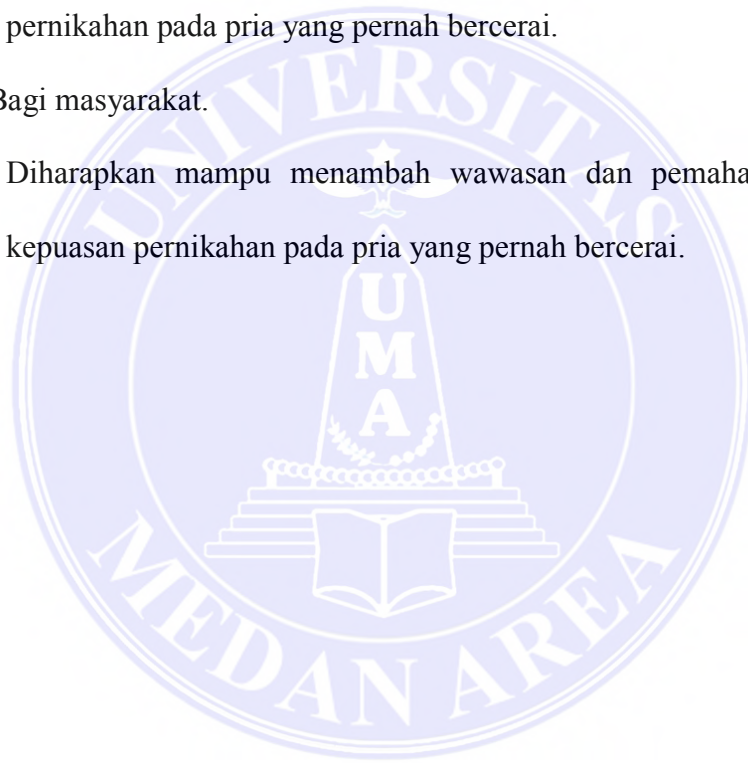 pernikahan pada pria yang pernah bercerai.
Bagi masyarakat.
Diharapkan mampu menambah wawasan dan
kepuasan pernikahan pada pria yang pernah bercerai.
UNIVERSITAS
UMA
MEDAN AREA